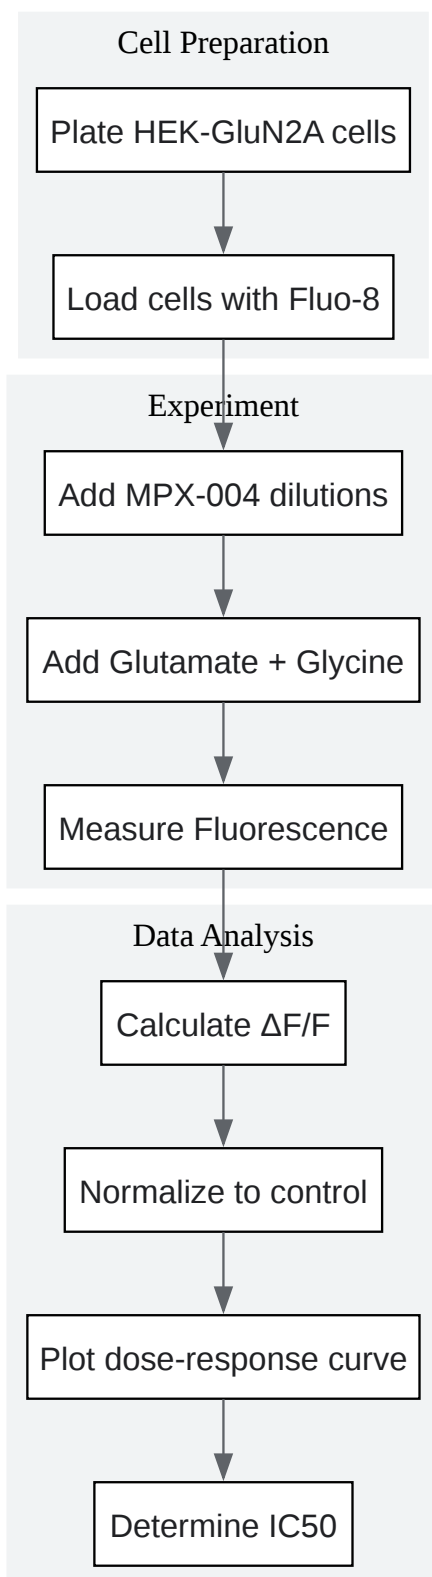 Cell Preparation
Plate HEK-GluN2A cells
Load cells with Fluo-8
Experiment
Add MPX-004 dilutions
Add Glutamate + Glycine
Measure Fluorescence
Data Analysis
Calculate ΔF/F
Normalize to control
Plot dose-response curve
Determine IC50